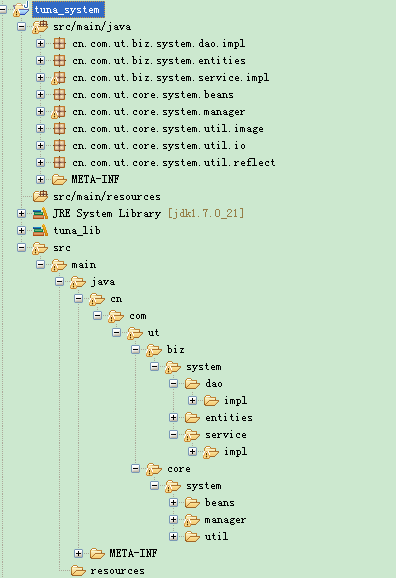 tuna_system
src/main/java
cn.com.ut.biz.system.dao.impl
cn.com.ut.biz.system.entities
cn.com.ut.biz.system.service.impl
cn.com.ut.core.system.beans
cn.com.ut.core.system.manager
cn.com.ut.core.system.util.image
cn.com.ut.core.system.util.io
cn.com.ut.core.system.util.reflect
META-INF
src/main/resources
JRE System Library [jdk1.7.0_21]
tuna_lib
src
main
java
cn
com
ut
biz
system
dao
impl
entities
service
impl
core
system
beans
manager
util
META-INF
resources